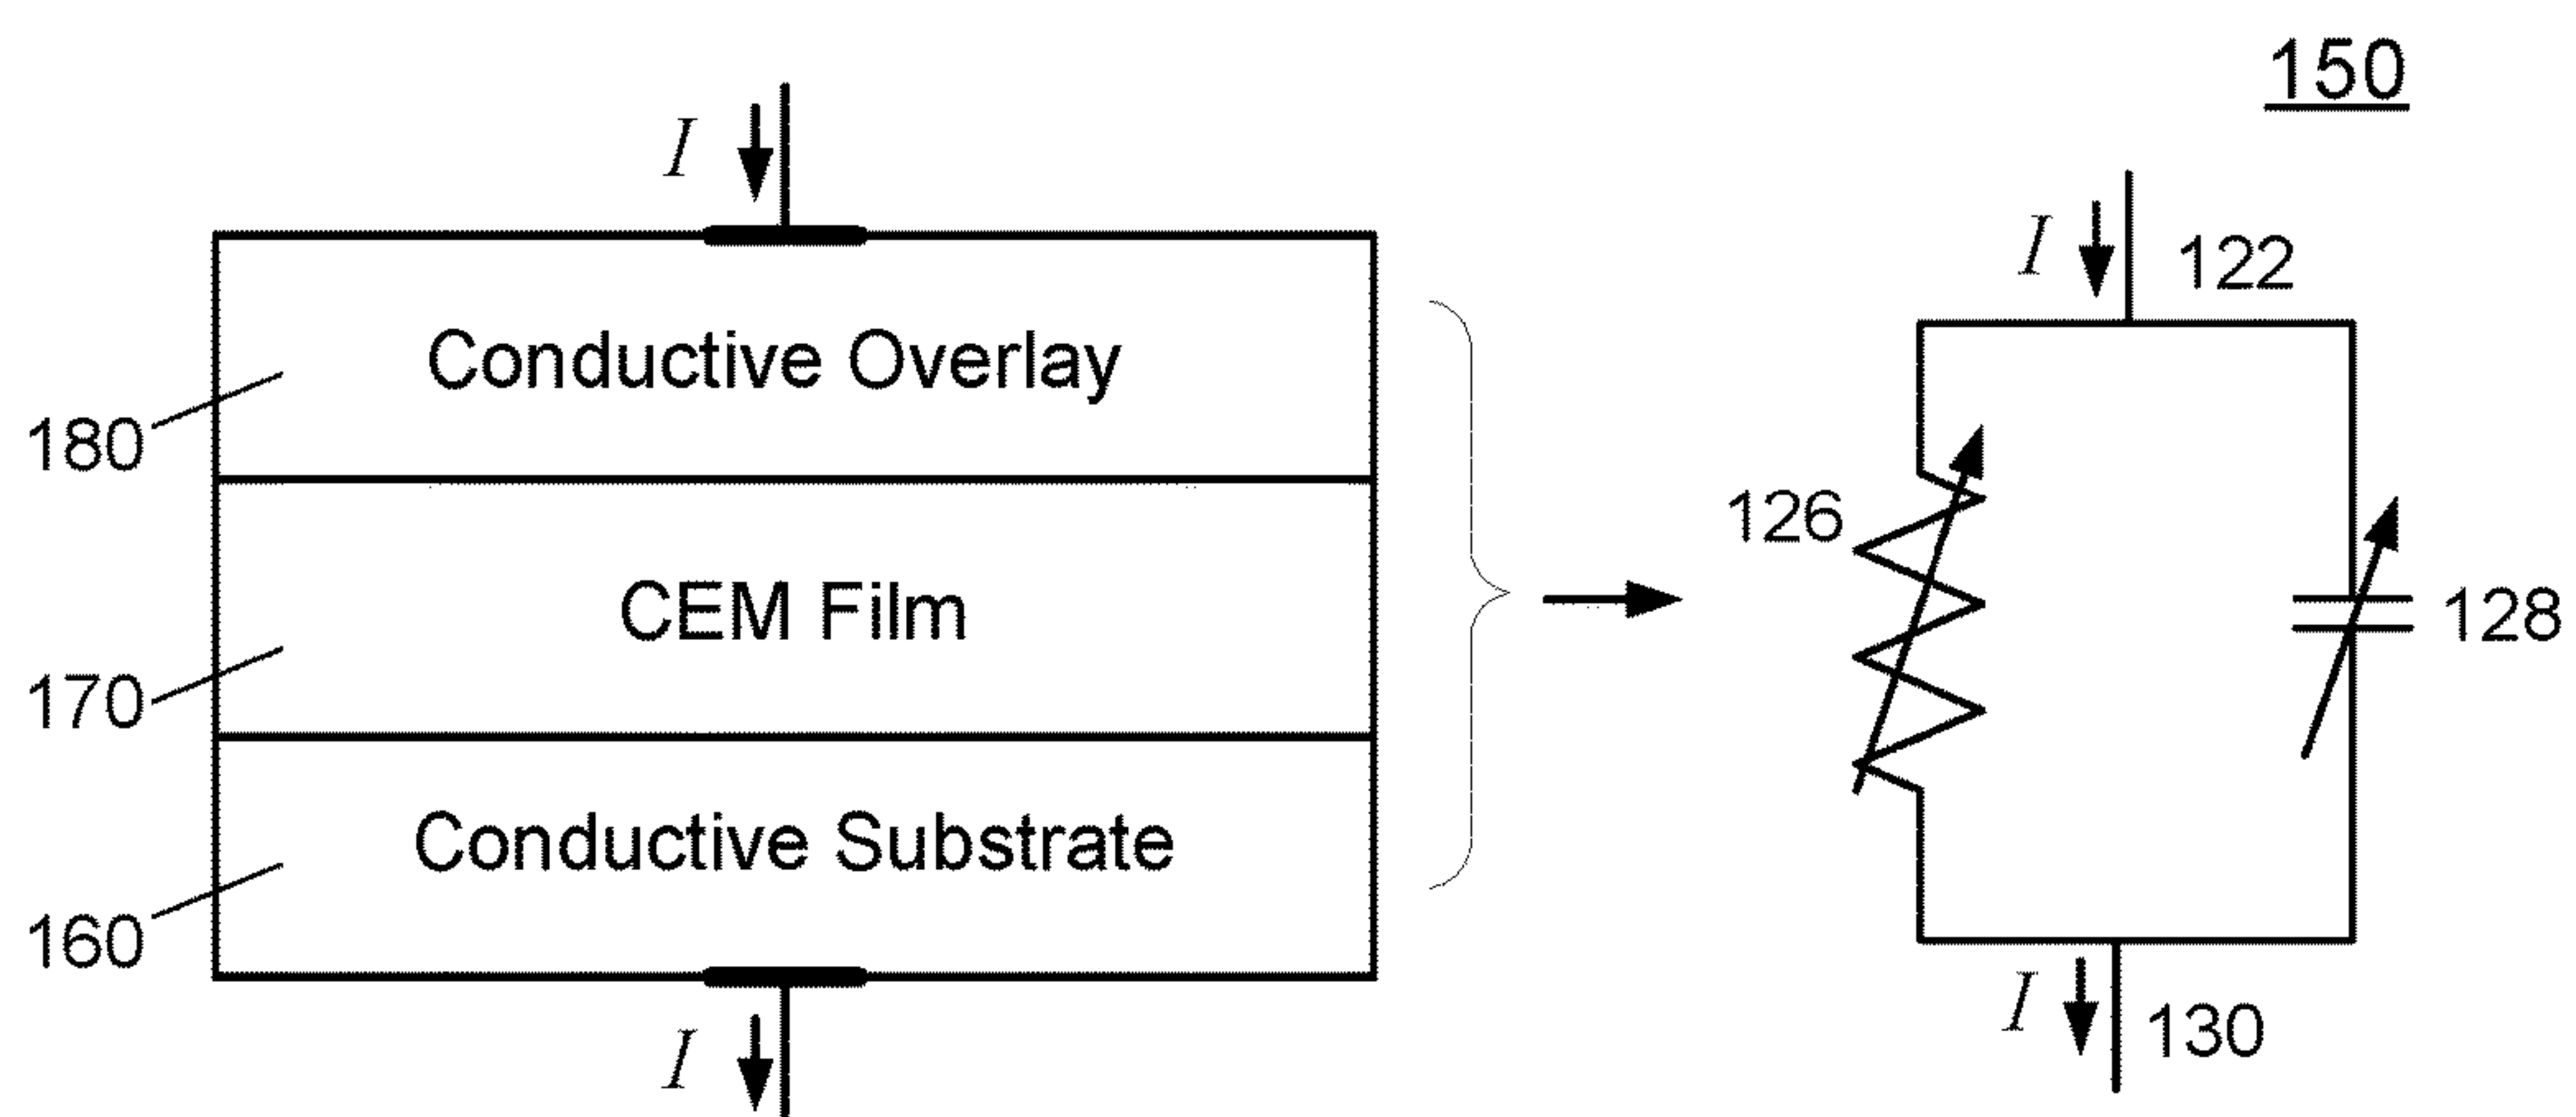 150
I
I
122
Conductive Overlay
180
126
CEM Film
128
170
Conductive Substrate
160
I
130
I